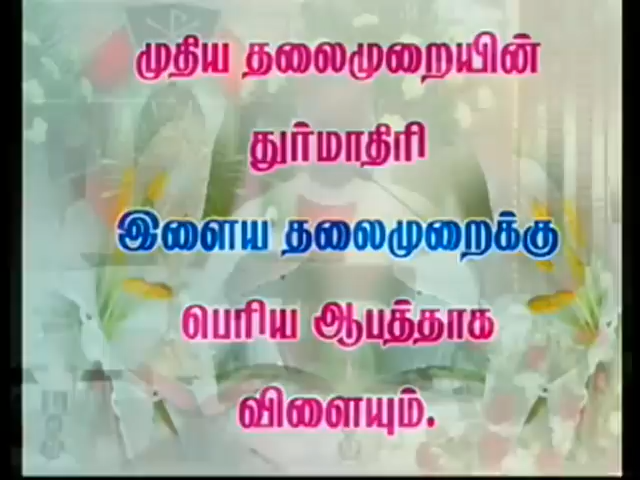 முதிய தலைமுறையின்
துர்மாதிரி
இளைய தலைமுறைக்கு
பெரிய ஆபத்தாக
விளையும்.